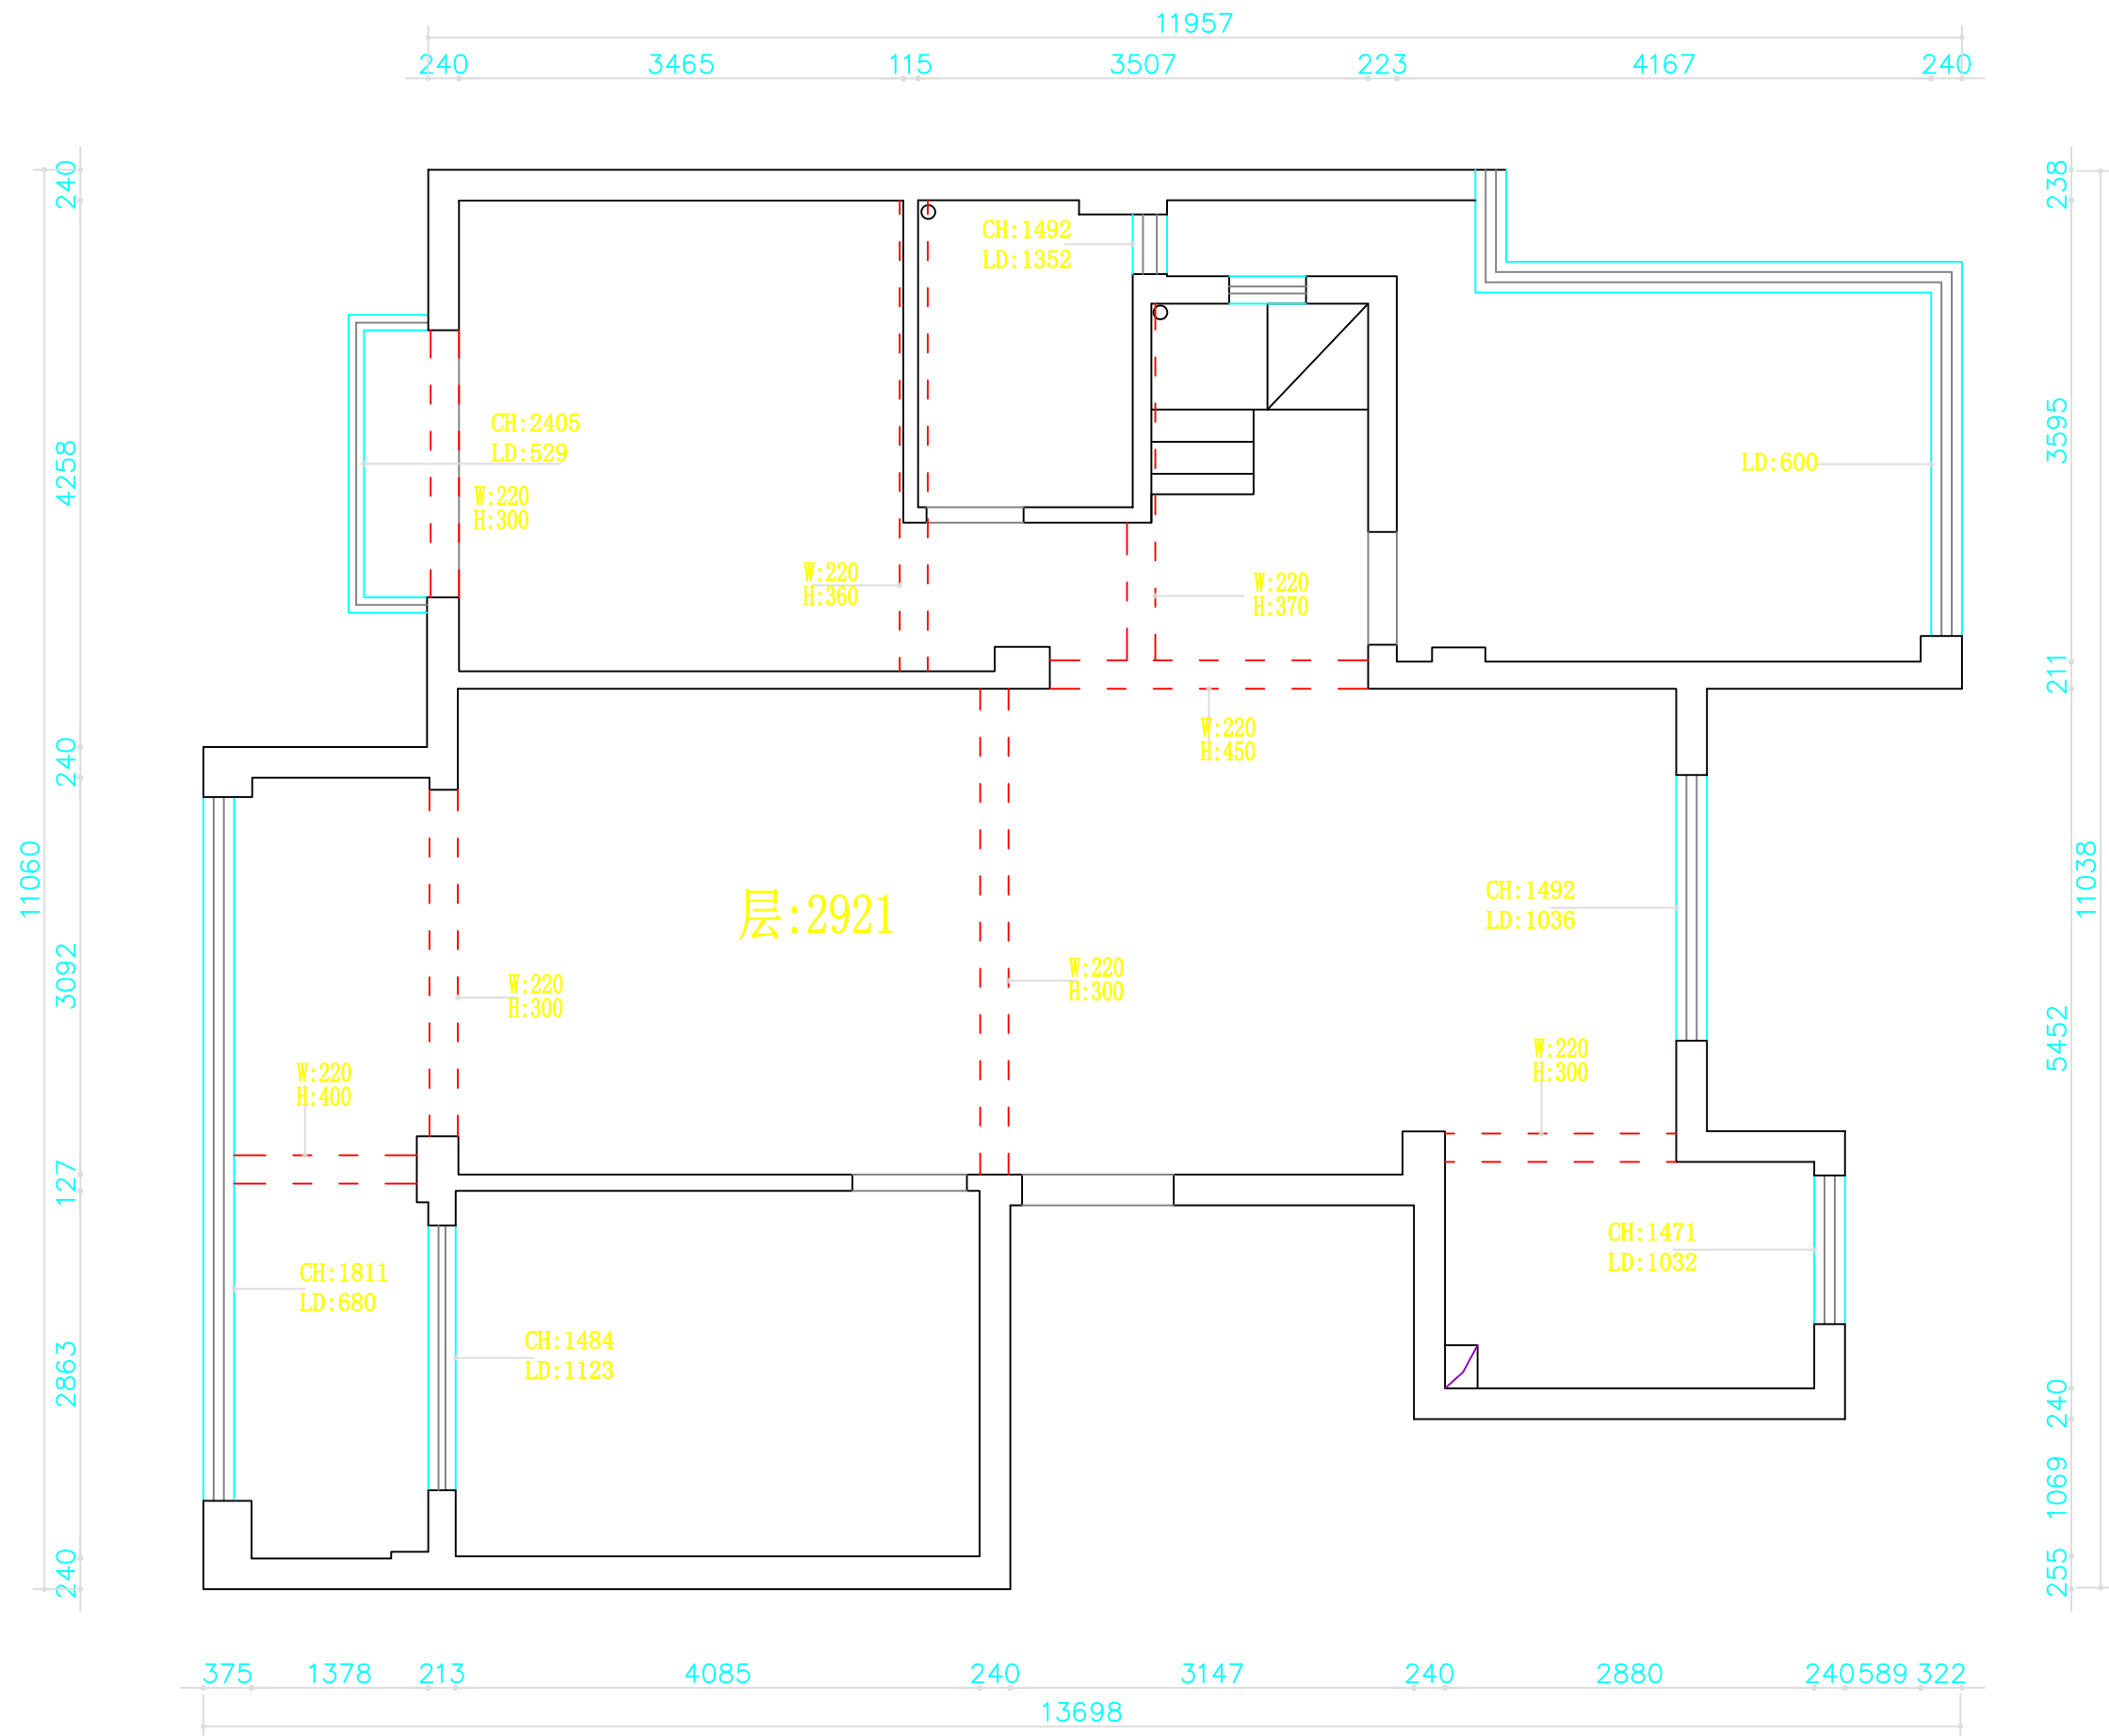 11957
240 3465 115 3507 223 4167 240
240
238
CH:1492
LD:1352
CH:2405
LD:529
4258
3595
LD:600
W:220
H:300
W:220
H:360
W:220
H:370
211
W:220
H:450
240
11060
11038
层:2921
CH:1492
LD:1036
3092
W:220
H:300
W:220
H:300
5452
W:220
H:400
W:220
H:300
127
CH:1811
LD:680
CH:1471
LD:1032
CH:1484
LD:1123
2863
240
1069
240
255
375 1378 213 4085 240 3147 240 2880 240 589 322
13698